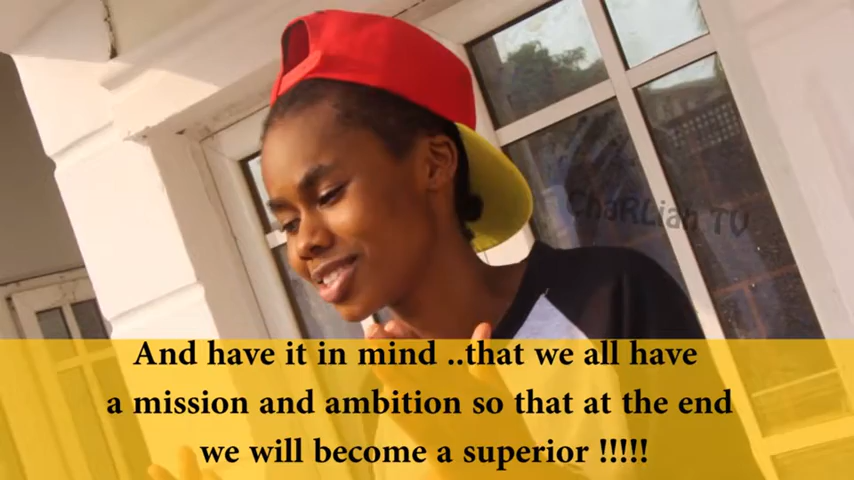 ChaRLian TV
And have it in mind ..that we all have
a mission and ambition so that at the end
we will become a superior !!!!!